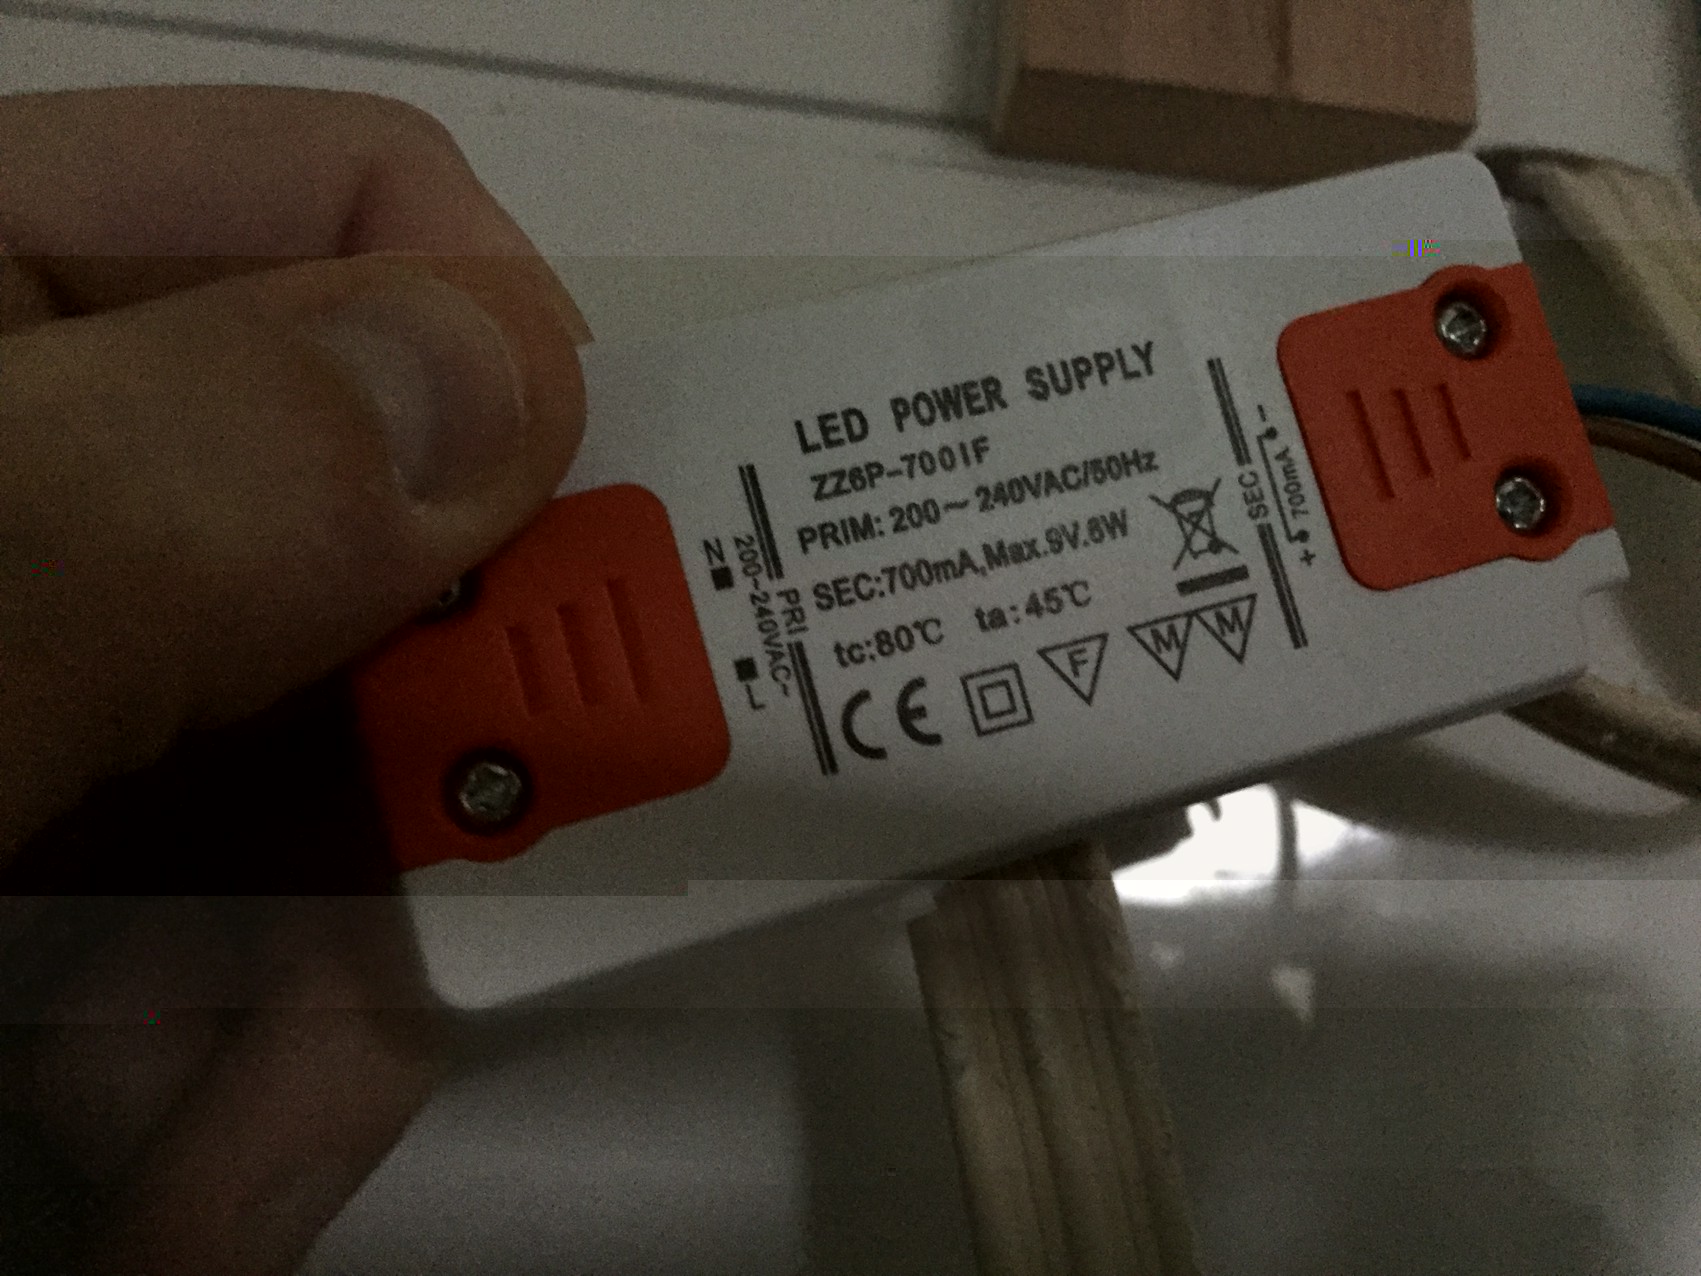 LED POWER SUPPLY
ZZ6P-700IF
PRIM: 200~240VAC/50Hz
SEC:700mA,Max.9V.6W
tc:80℃ ta:45℃
CE F M M
N
200~240VAC~
L
PRI
SEC
- 700mA +